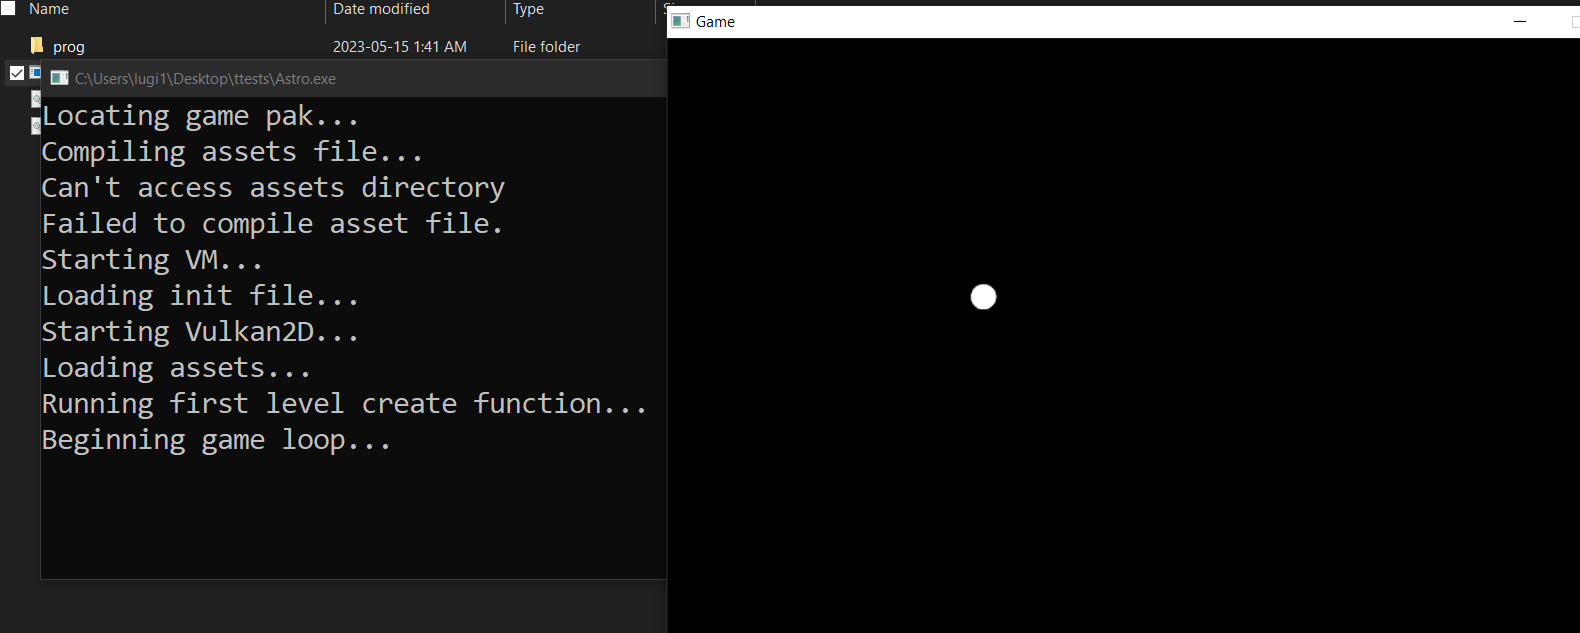 Name Date modified Type
Game
prog 2023-05-15 1:41 AM File folder
C:\Users\lugi1\Desktop\ttests\Astro.exe
Locating game pak...
Compiling assets file...
Can't access assets directory
Failed to compile asset file.
Starting VM...
Loading init file...
Starting Vulkan2D...
Loading assets...
Running first level create function...
Beginning game loop...